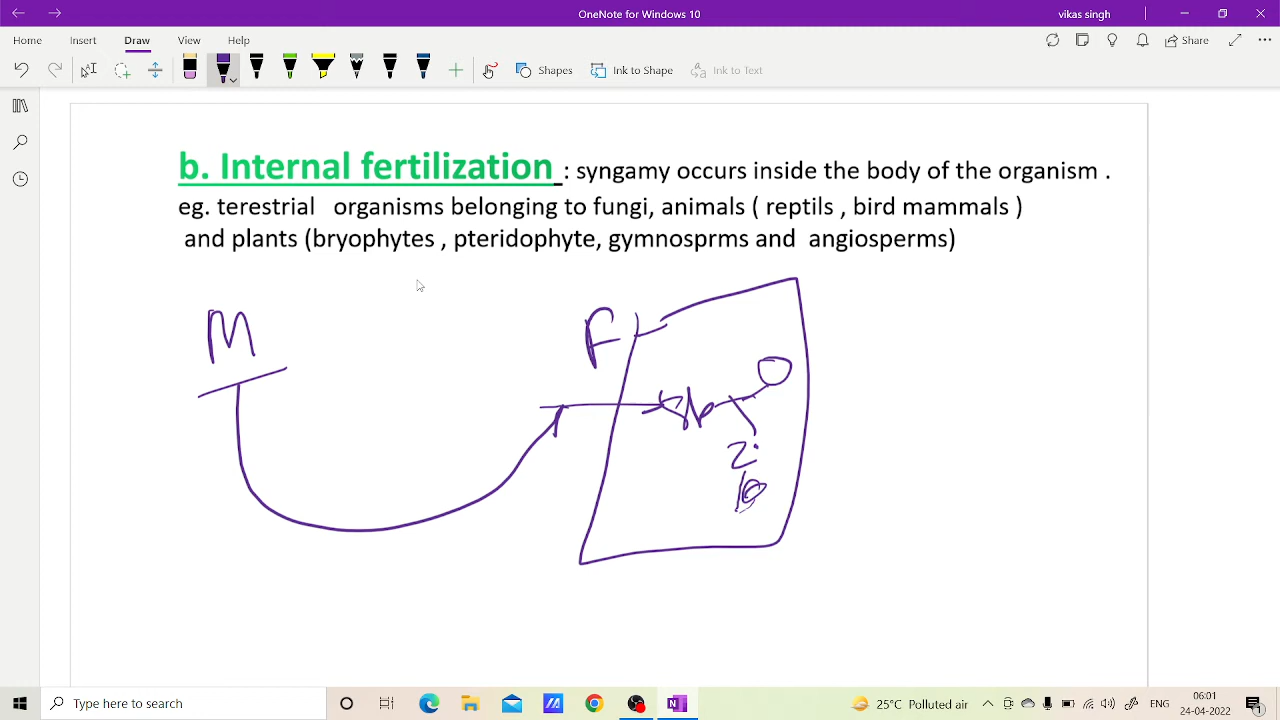 OneNote for Windows 10
vikas singh
Home Insert Draw View Help
Share
Shapes
Ink to Shape
Ink to Text
b. Internal fertilization : syngamy occurs inside the body of the organism .
eg. terestrial organisms belonging to fungi, animals ( reptils , bird mammals )
and plants (bryophytes , pteridophyte, gymnosprms and angiosperms)
M
F
2
Type here to search
25°C Polluted air
ENG
06:01
24-04-2022
1